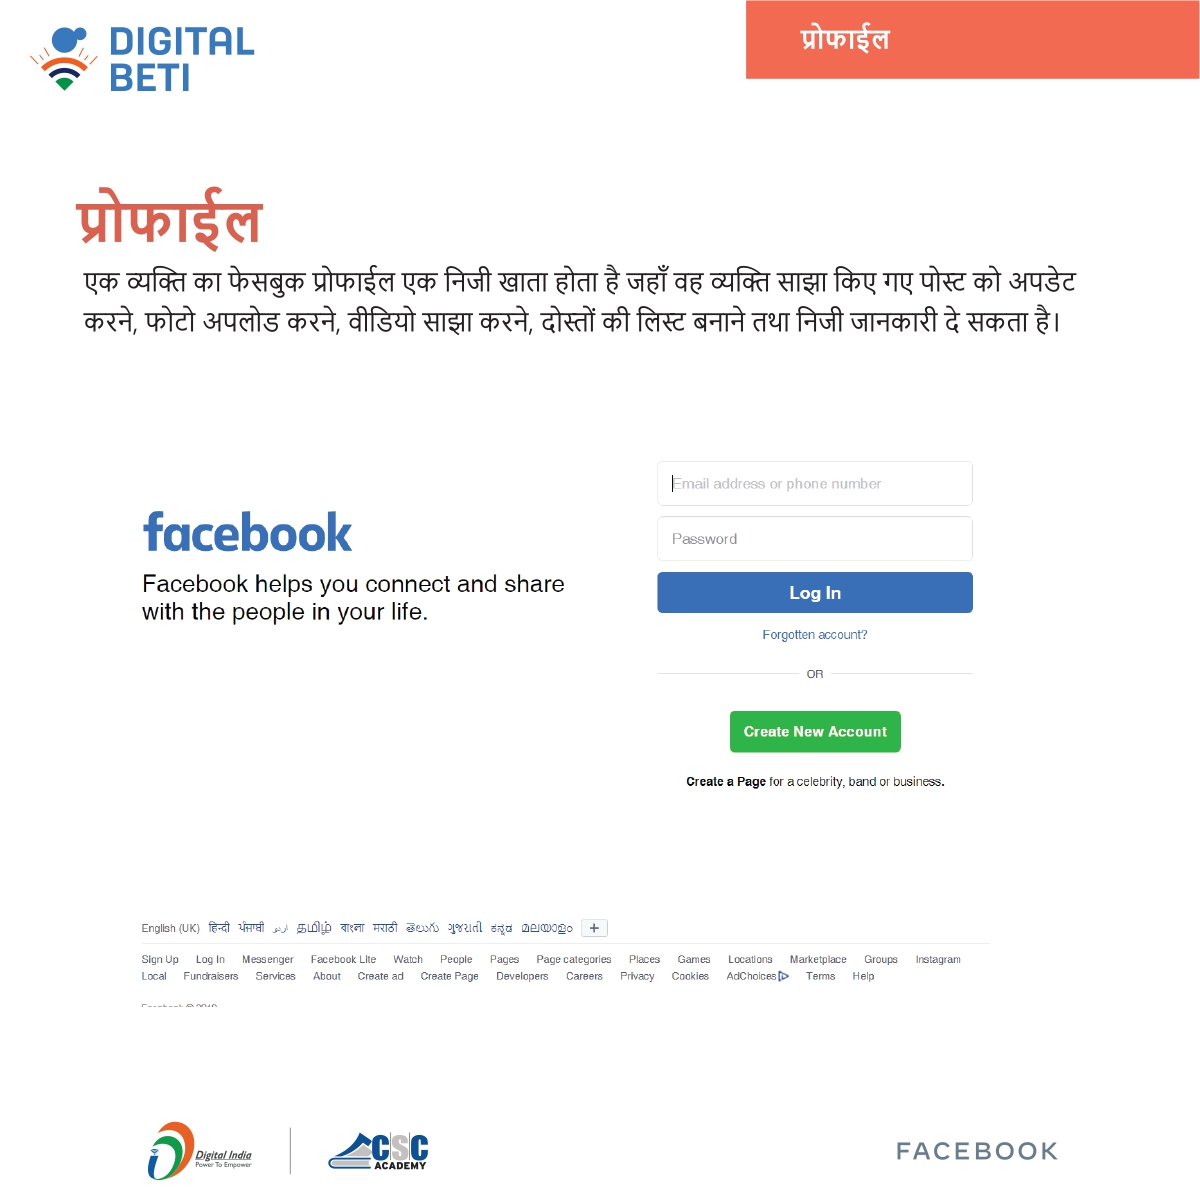 DIGITAL
BETI
प्रोफाईल
प्रोफाईल
एक व्यक्ति का फेसबुक प्रोफाईल एक निजी खाता होता है जहाँ वह व्यक्ति साझा किए गए पोस्ट को अपडेट
करने, फोटो अपलोड करने, वीडियो साझा करने, दोस्तों की लिस्ट बनाने तथा निजी जानकारी दे सकता है।
facebook
Facebook helps you connect and share
with the people in your life.
Email address or phone number
Password
Log In
Forgotten account?
OR
Create New Account
Create a Page for a celebrity, band or business.
English (UK) हिन्दी ਪੰਜਾਬੀ اردو தமிழ் বাংলা मराठी తెలుగు ગુજરાતી ಕನ್ನಡ മലയാളം +
Sign Up Log In Messenger Facebook Lite Watch People Pages Page categories Places Games Locations Marketplace Groups Instagram
Local Fundraisers Services About Create ad Create Page Developers Careers Privacy Cookies AdChoices Terms Help
Digital India
Power To Empower
CSC
ACADEMY
FACEBOOK